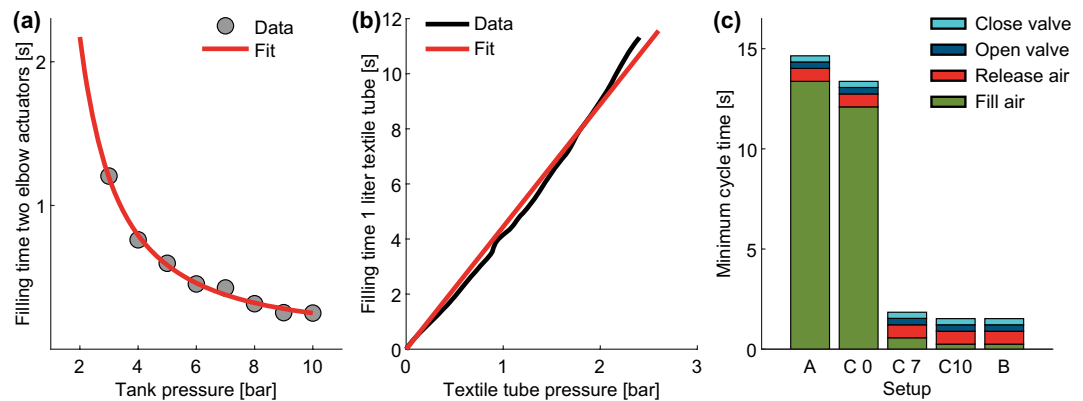 (a)
Data
Fit
Filling time two elbow actuators [s]
2
1
2 4 6 8 10
Tank pressure [bar]
(b)
Data
Fit
Filling time 1 liter textile tube [s]
12
10
8
6
4
2
0
0 1 2 3
Textile tube pressure [bar]
(c)
Close valve
Open valve
Release air
Fill air
Minimum cycle time [s]
15
10
5
0
A C 0 C 7 C10 B
Setup